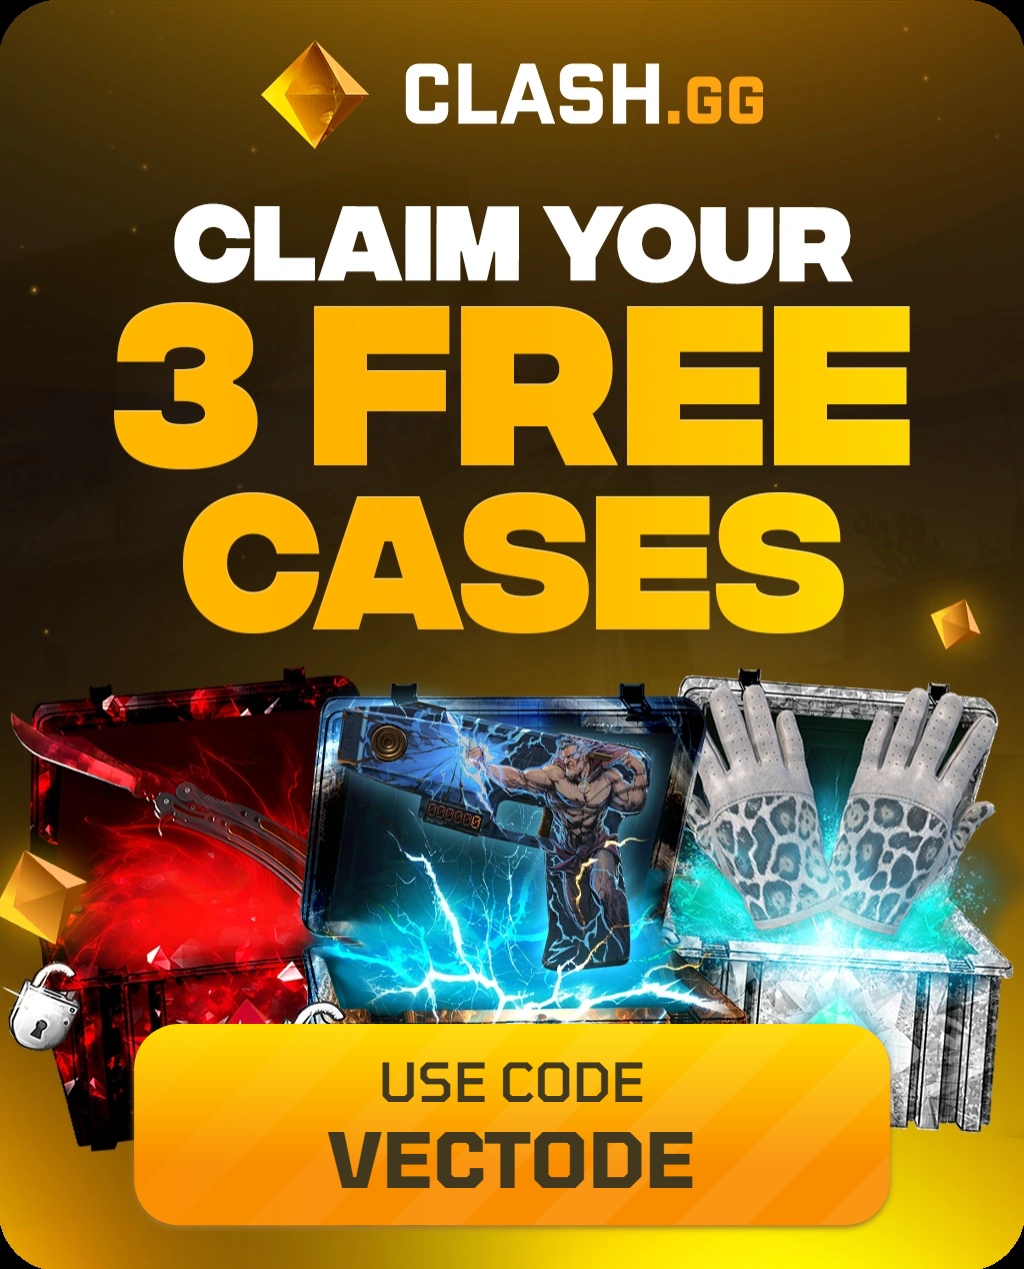 CLASH.GG
CLAIM YOUR
3 FREE
CASES
USE CODE
VECTODE